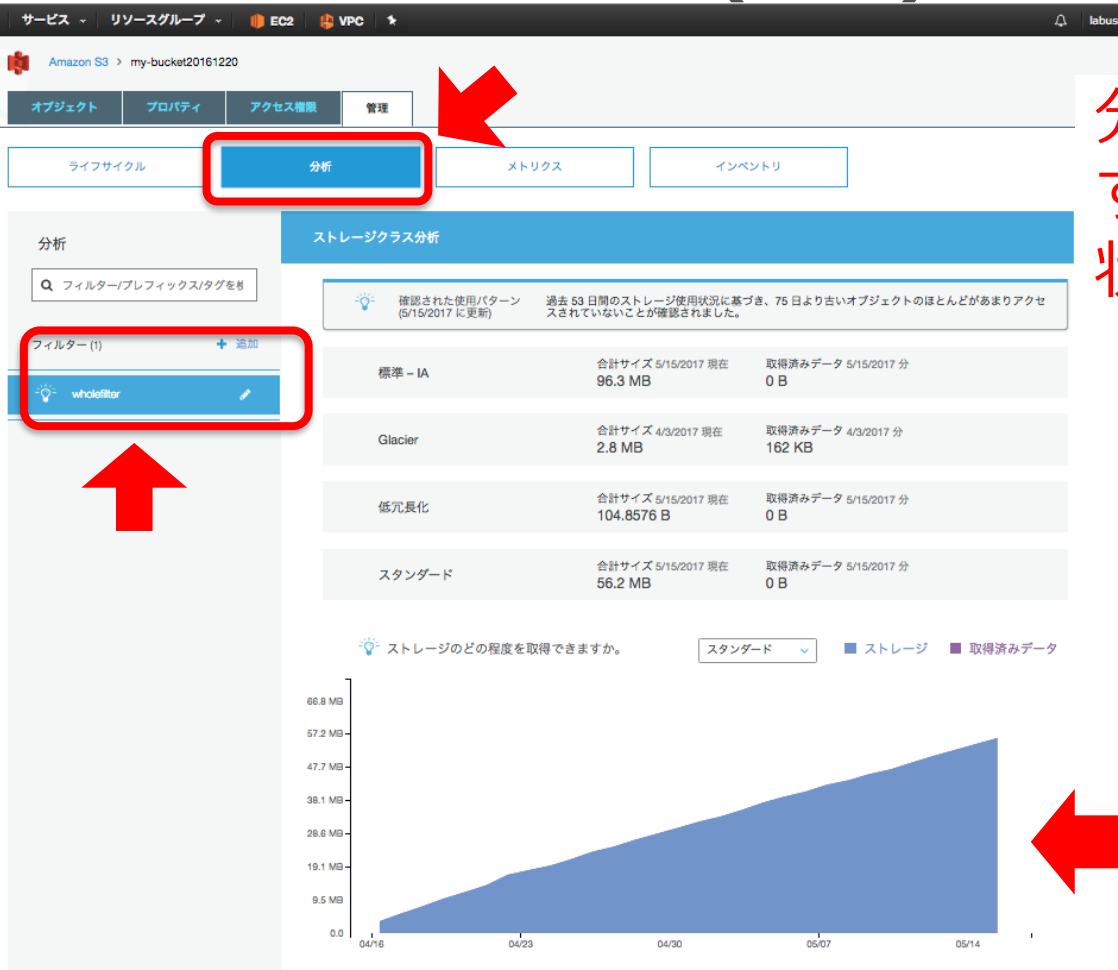 サービス リソースグループ EC2 VPC labus
Amazon S3 > my-bucket20161220
オブジェクト プロパティ アクセス権限 管理
ライフサイクル 分析 メトリクス インベントリ
分析
フィルター/プレフィックス/タグを
フィルター (1) + 追加
wholefilter
ストレージクラス分析
確認された使用パターン
(5/15/2017 に更新)
過去 53 日間のストレージ使用状況に基づき、75 日より古いオブジェクトのほとんどがあまりアクセ
スされていないことが確認されました。
標準 – IA
合計サイズ 5/15/2017 現在 取得済みデータ 5/15/2017 分
96.3 MB 0 B
Glacier
合計サイズ 4/3/2017 現在 取得済みデータ 4/3/2017 分
2.8 MB 162 KB
低冗長化
合計サイズ 5/15/2017 現在 取得済みデータ 5/15/2017 分
104.8576 B 0 B
スタンダード
合計サイズ 5/15/2017 現在 取得済みデータ 5/15/2017 分
56.2 MB 0 B
ストレージのどの程度を取得できますか。 スタンダード ストレージ 取得済みデータ
66.8 MB
57.2 MB
47.7 MB
38.1 MB
28.6 MB
19.1 MB
9.5 MB
0.0
04/16 04/23 04/30 05/07 05/14